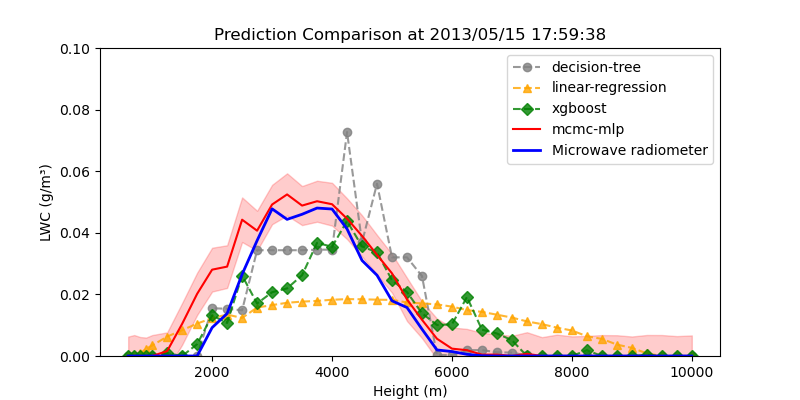 Prediction Comparison at 2013/05/15 17:59:38
0.10
0.08
0.06
0.04
0.02
0.00
LWC (g/m³)
decision-tree
linear-regression
xgboost
mcmc-mlp
Microwave radiometer
2000 4000 6000 8000 10000
Height (m)